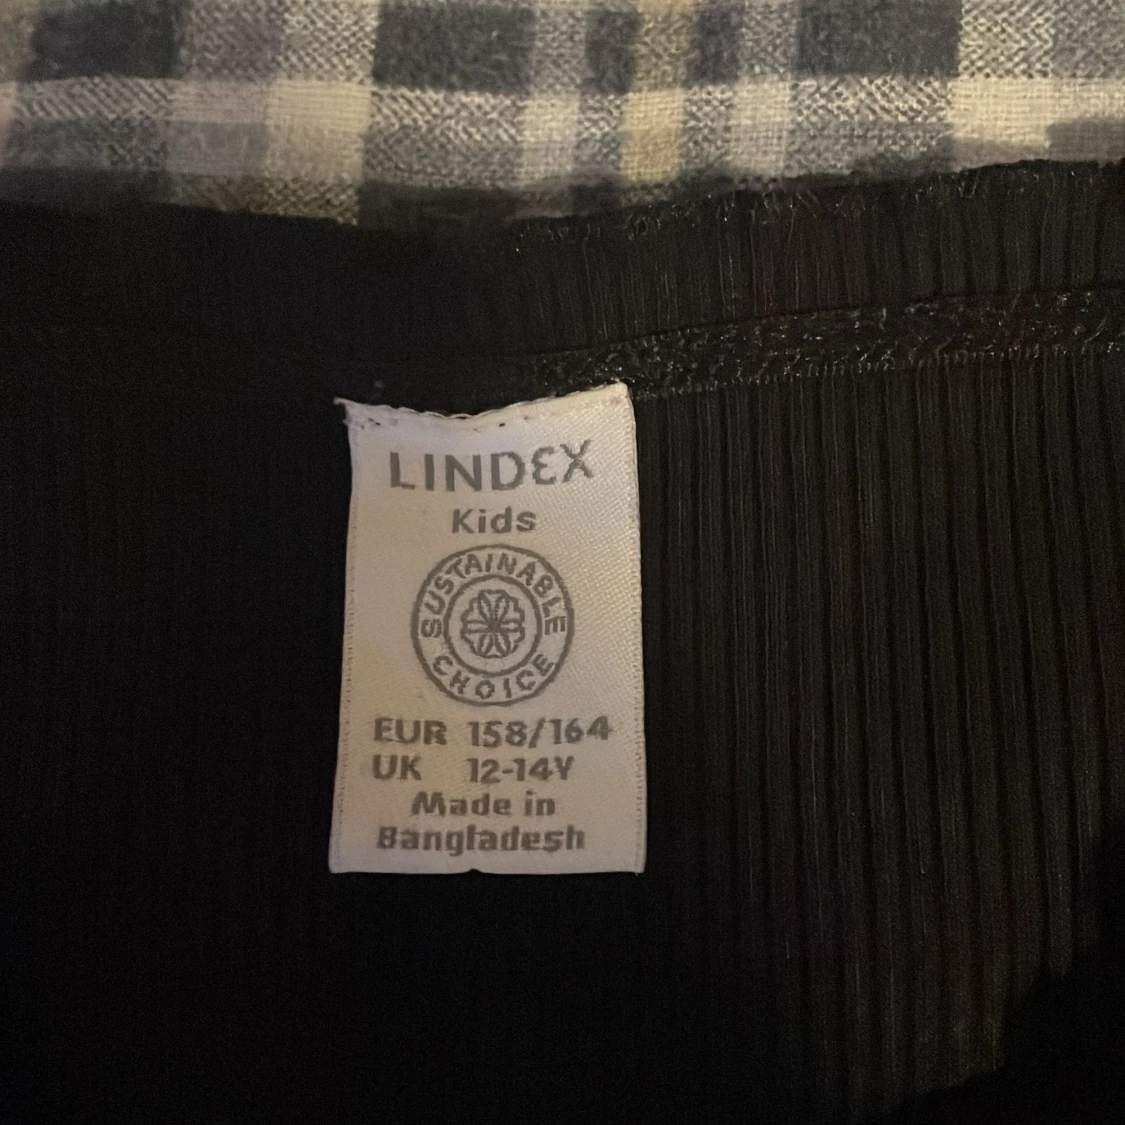 LINDEX
Kids
SUSTAINABLE
CHOICE
EUR 158/164
UK 12-14Y
Made in
Bangladesh